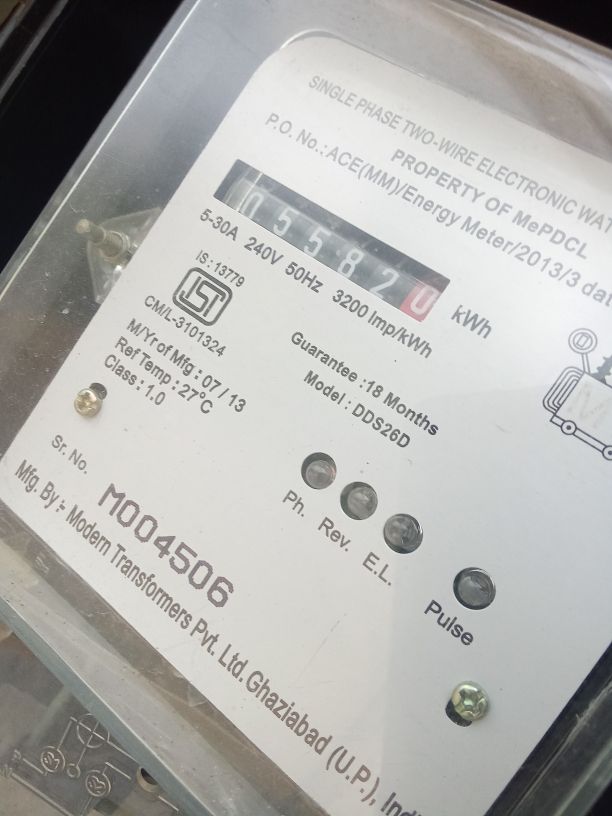 SINGLE PHASE TWO-WIRE ELECTRONIC WAT
PROPERTY OF MePDCL
P.O. No.:ACE(MM)/Energy Meter/2013/3 dat
055820 kWh
5-30A 240V 50Hz 3200 Imp/kWh
IS : 13779
CM/L-3101324
M/Yr of Mfg : 07 / 13
Ref Temp : 27°C
Class : 1.0
Guarantee :18 Months
Model : DDS26D
Ph. Rev. E.L. Pulse
Sr. No. M004506
Mfg. By :- Modern Transformers Pvt. Ltd. Ghaziabad (U.P.), Indi